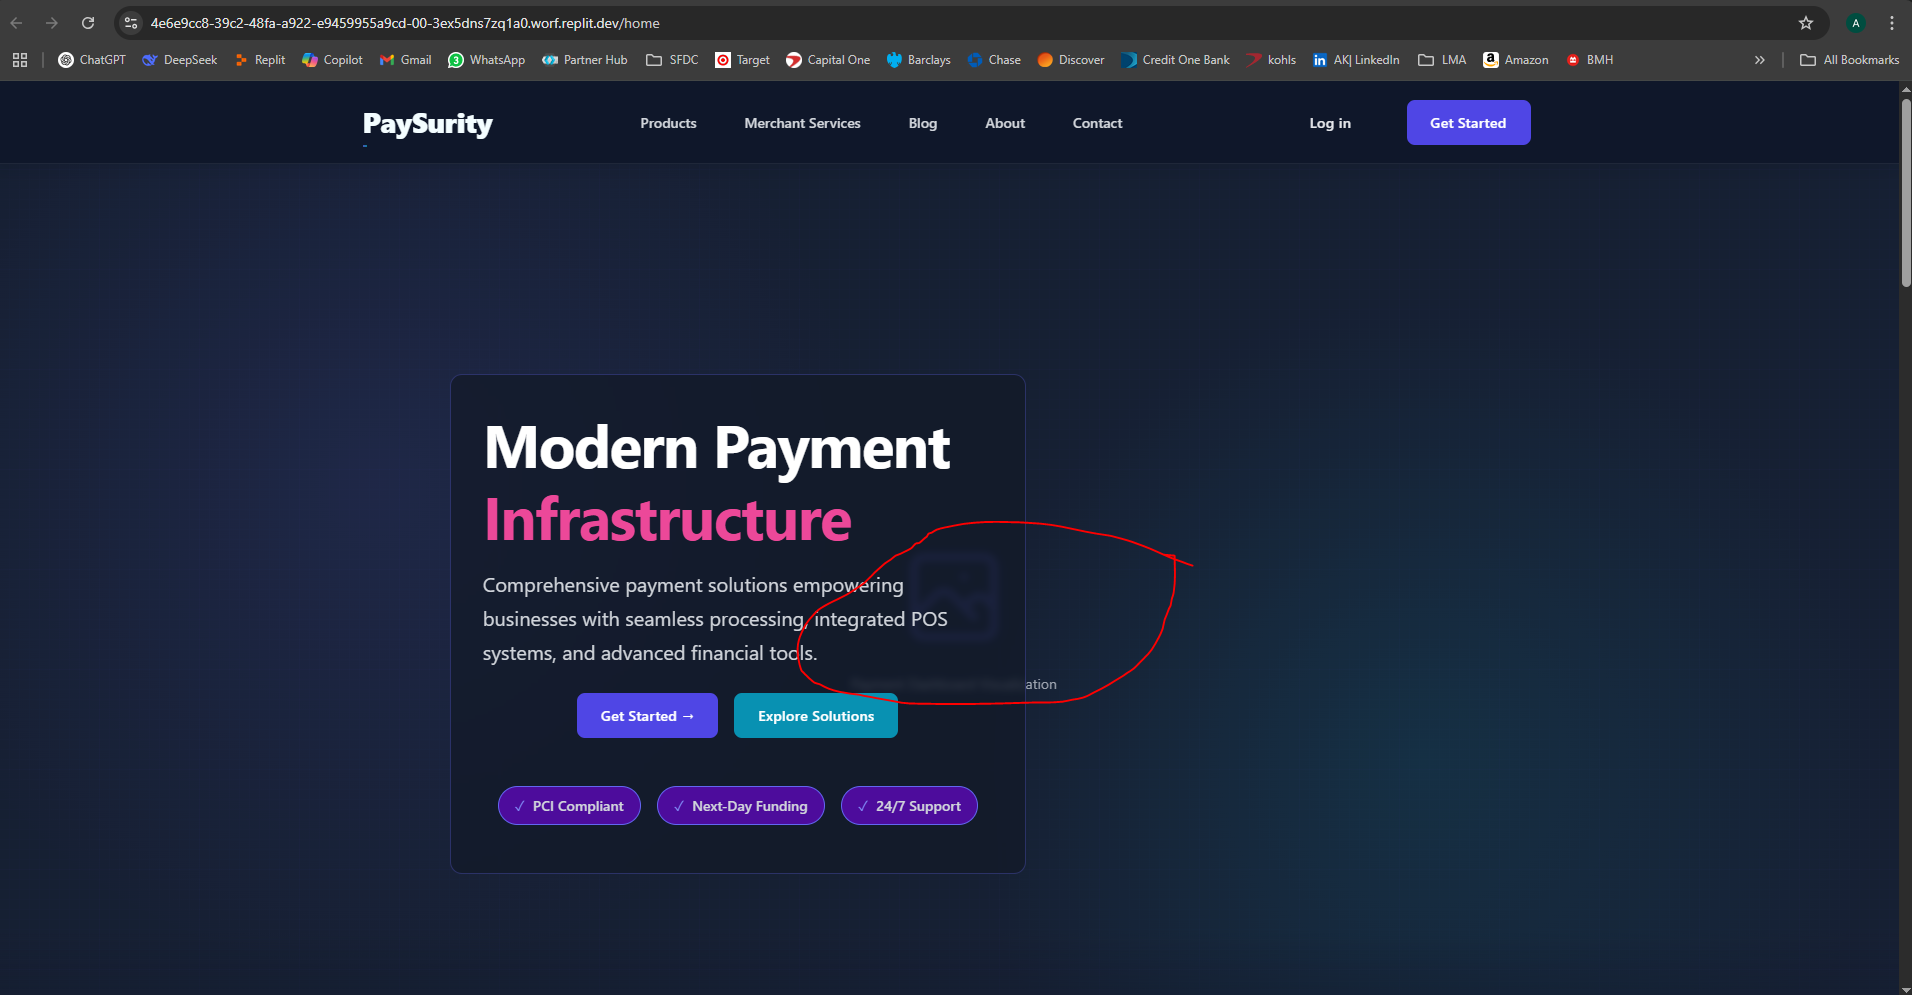 4e6e9cc8-39c2-48fa-a922-e9459955a9cd-00-3ex5dns7zq1a0.worf.replit.dev/home
A
ChatGPT DeepSeek Replit Copilot Gmail 3 WhatsApp Partner Hub SFDC Target Capital One Barclays Chase Discover Credit One Bank kohls in AK| LinkedIn LMA a Amazon BMH » All Bookmarks
PaySurity Products Merchant Services Blog About Contact Log in Get Started
Modern Payment
Infrastructure
Comprehensive payment solutions empowering
businesses with seamless processing, integrated POS
systems, and advanced financial tools.
ation
Get Started → Explore Solutions
✓ PCI Compliant ✓ Next-Day Funding ✓ 24/7 Support